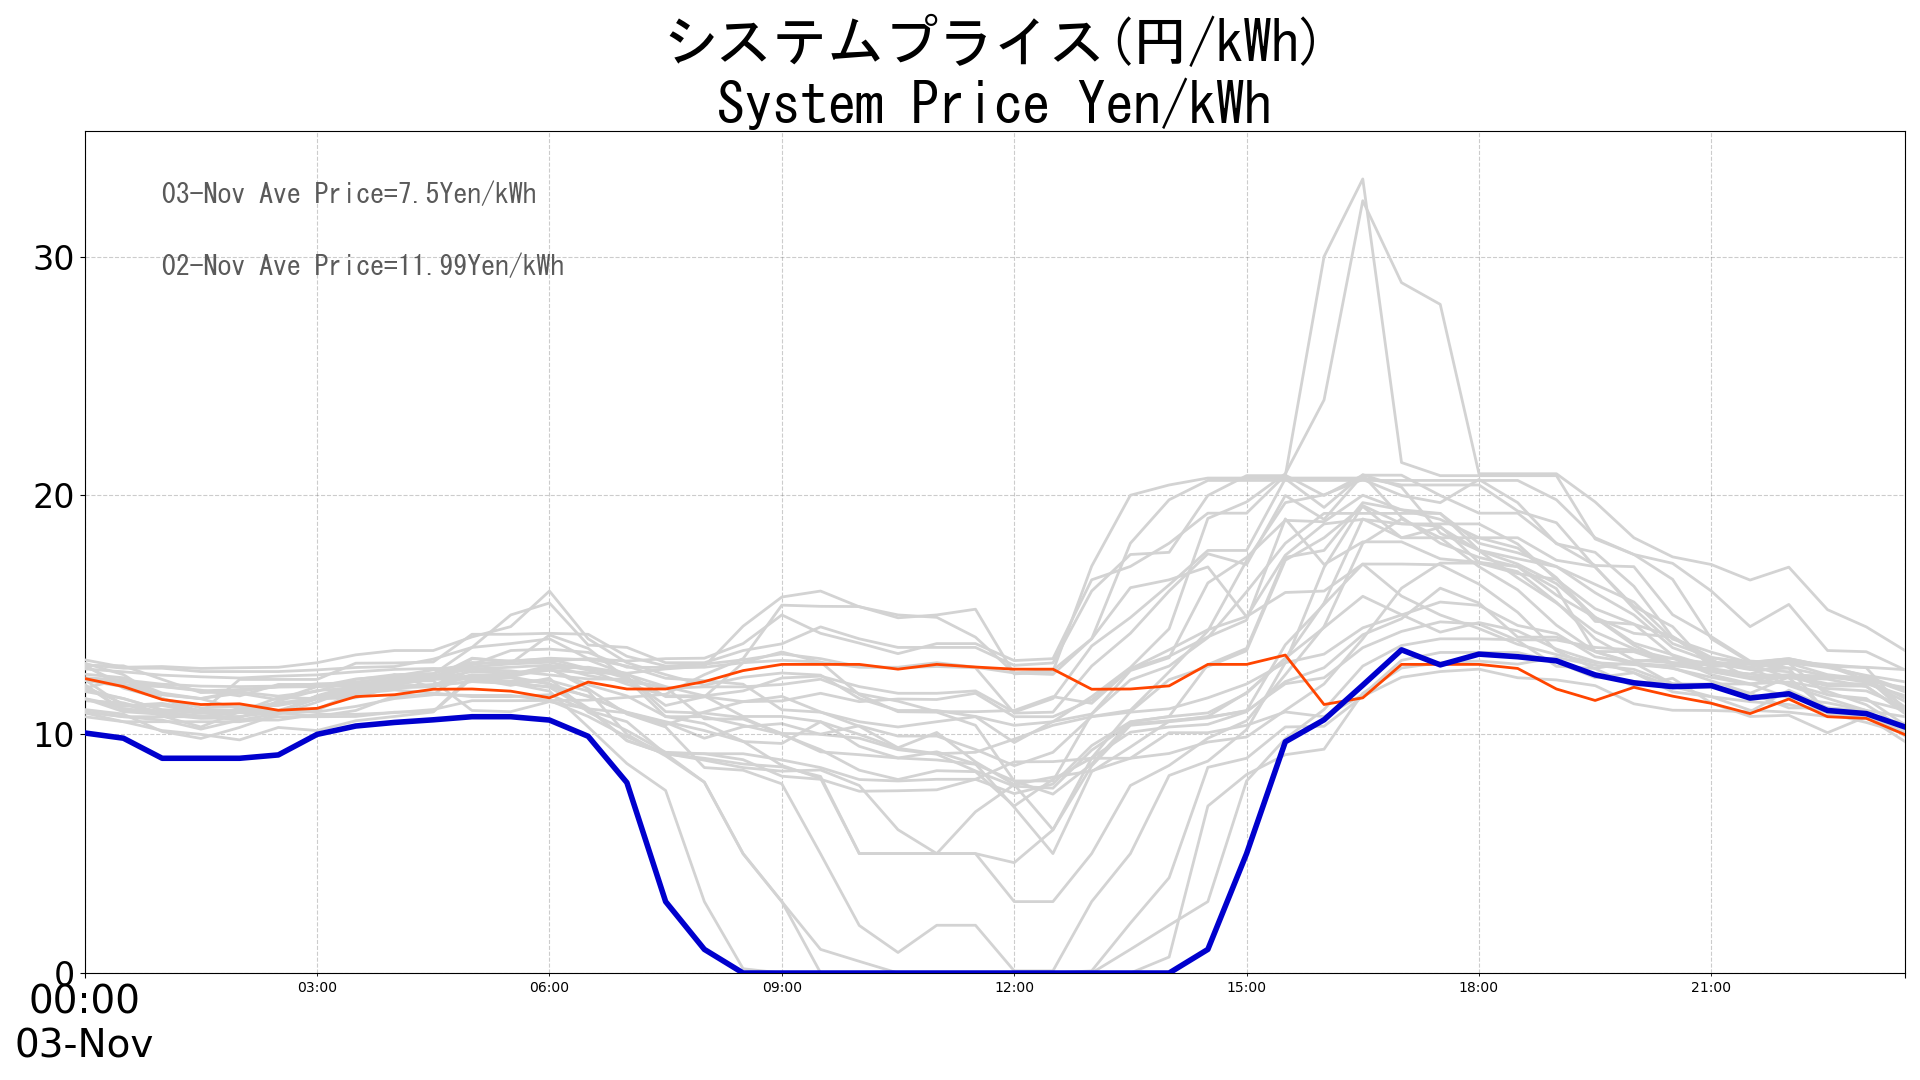 システムプライス(円/kWh)
System Price Yen/kWh
03-Nov Ave Price=7.5Yen/kWh
02-Nov Ave Price=11.99Yen/kWh
30
20
10
0
00:00
03:00
06:00
09:00
12:00
15:00
18:00
21:00
03-Nov